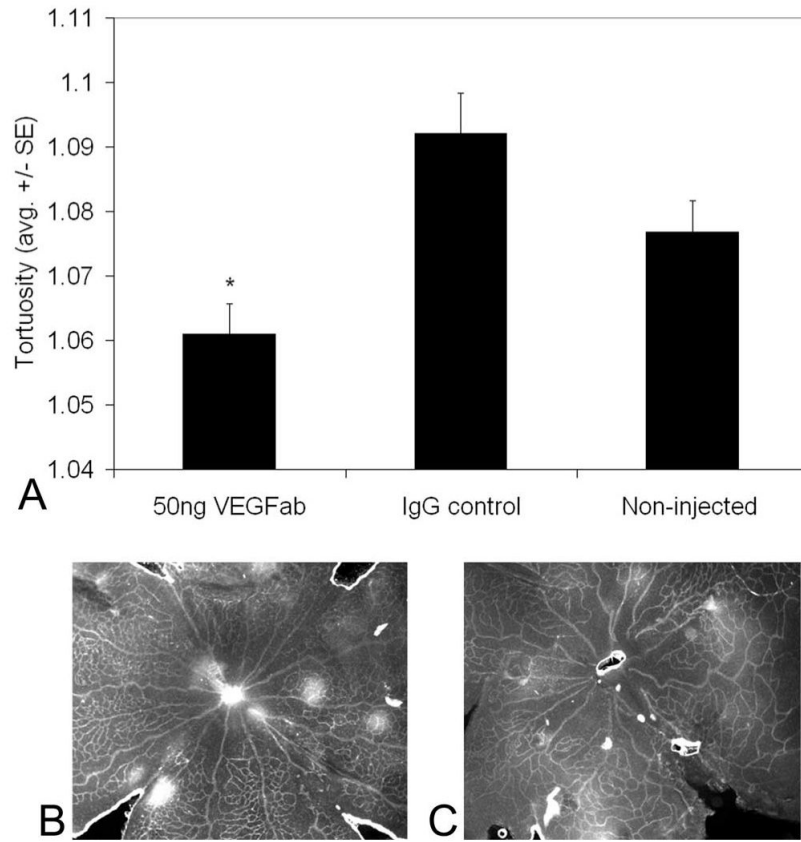 1.11
1.1
1.09
1.08
1.07
1.06
1.05
1.04
Tortuosity (avg. +/- SE)
*
50ng VEGFab IgG control Non-injected
A
B C